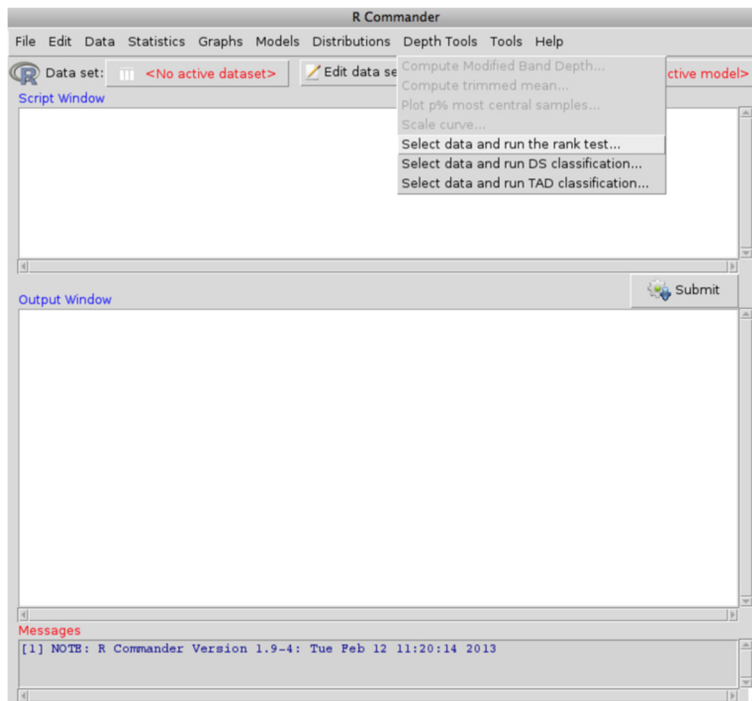 R Commander
File Edit Data Statistics Graphs Models Distributions Depth Tools Tools Help
R Data set: <No active dataset> Edit data se ctive model>
Compute Modified Band Depth...
Compute trimmed mean...
Plot p% most central samples...
Scale curve...
Select data and run the rank test...
Select data and run DS classification...
Select data and run TAD classification...
Script Window
Submit
Output Window
Messages
[1] NOTE: R Commander Version 1.9-4: Tue Feb 12 11:20:14 2013